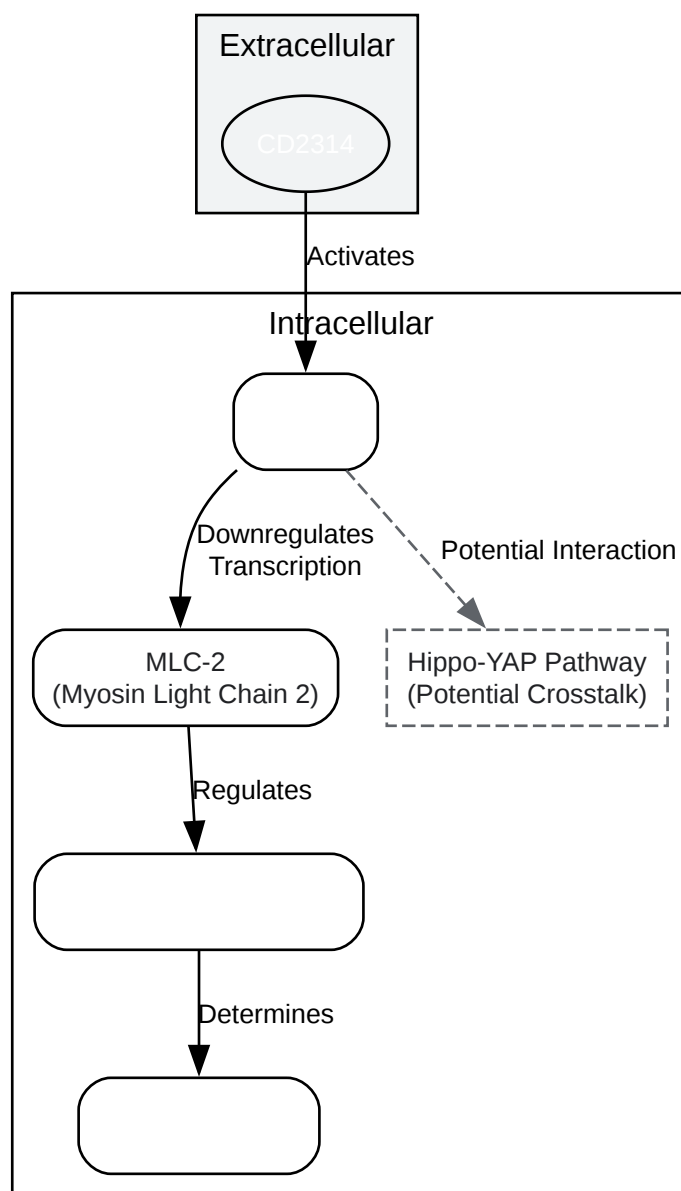 Extracellular
CD2314
Activates
Intracellular
Downregulates
Transcription
Potential Interaction
MLC-2
(Myosin Light Chain 2)
Hippo-YAP Pathway
(Potential Crosstalk)
Regulates
Determines